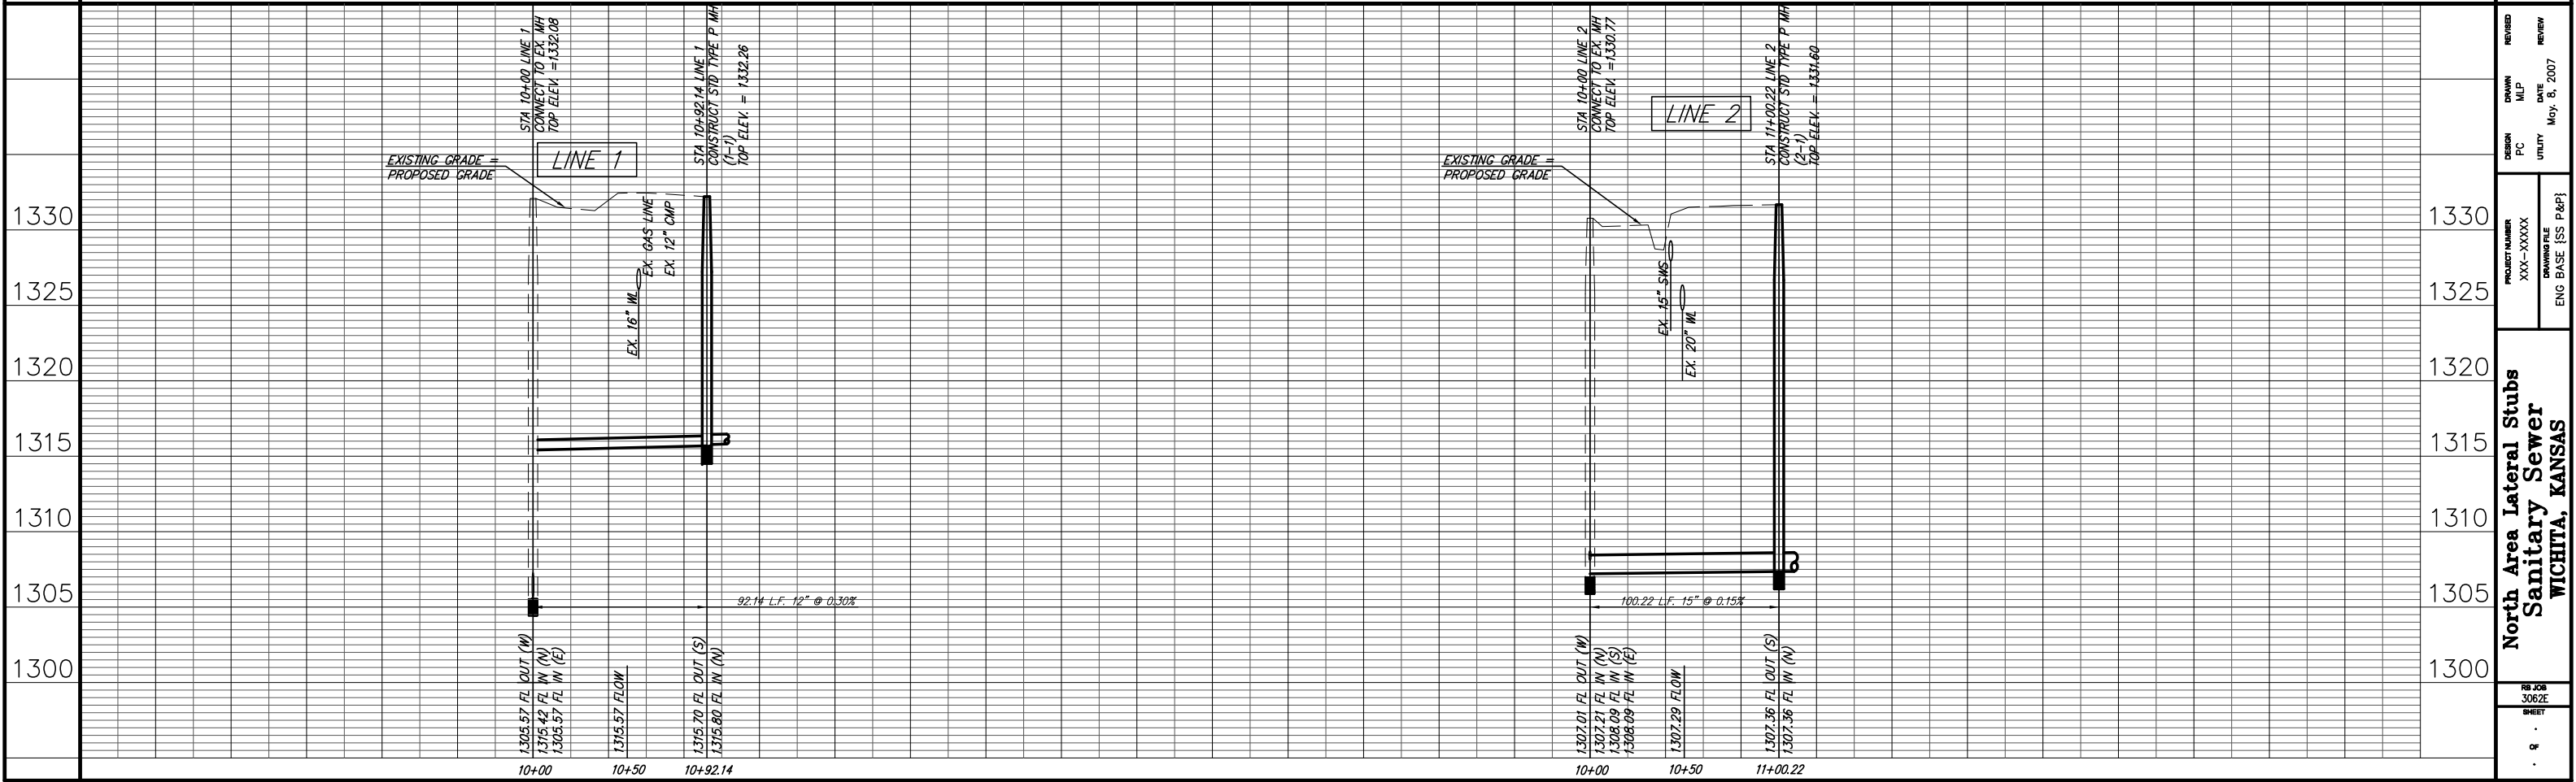 1330
1325
1320
1315
1310
1305
1300
STA 10+00 LINE 1
CONNECT TO EX. MH
TOP ELEV. =1332.08
STA 10+92.14 LINE 1
CONSTRUCT STD TYPE P MH
(1-1)
TOP ELEV. = 1332.26
LINE 1
EXISTING GRADE =
PROPOSED GRADE
EX. 16" WL
EX. GAS LINE
EX. 12" CMP
92.14 L.F. 12" @ 0.30%
1305.57 FL OUT (W)
1315.42 FL IN (N)
1305.57 FL IN (E)
1315.57 FLOW
1315.70 FL OUT (S)
1315.80 FL IN (N)
10+00
10+50
10+92.14
STA 10+00 LINE 2
CONNECT TO EX. MH
TOP ELEV. =1330.77
STA 11+00.22 LINE 2
CONSTRUCT STD TYPE P MH
(2-1)
TOP ELEV. = 1331.60
LINE 2
EXISTING GRADE =
PROPOSED GRADE
EX. 15" SWS
EX. 20" WL
100.22 L.F. 15" @ 0.15%
1307.01 FL OUT (W)
1307.21 FL IN (N)
1308.09 FL IN (S)
1308.09 FL IN (E)
1307.29 FLOW
1307.36 FL OUT (S)
1307.36 FL IN (N)
10+00
10+50
11+00.22
1330
1325
1320
1315
1310
1305
1300
DESIGN
PC
DRAWN
MLP
REVISED
UTILITY
DATE
May. 8, 2007
REVIEW
PROJECT NUMBER
XXX-XXXXX
DRAWING FILE
ENG BASE {SS P&P}
North Area Lateral Stubs
Sanitary Sewer
WICHITA, KANSAS
RB JOB
3062E
SHEET
. OF .